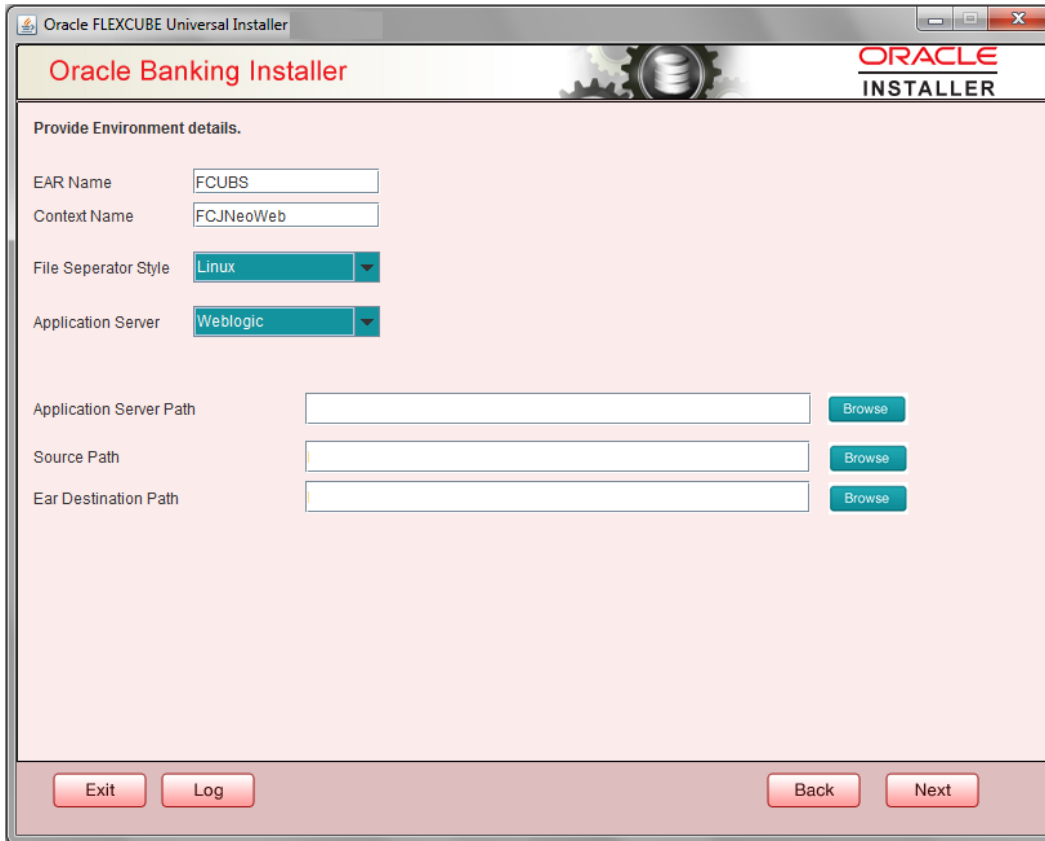 Oracle FLEXCUBE Universal Installer
Oracle Banking Installer
ORACLE
INSTALLER
Provide Environment details.
EAR Name FCUBS
Context Name FCJNeoWeb
File Seperator Style Linux
Application Server Weblogic
Application Server Path Browse
Source Path Browse
Ear Destination Path Browse
Exit Log Back Next